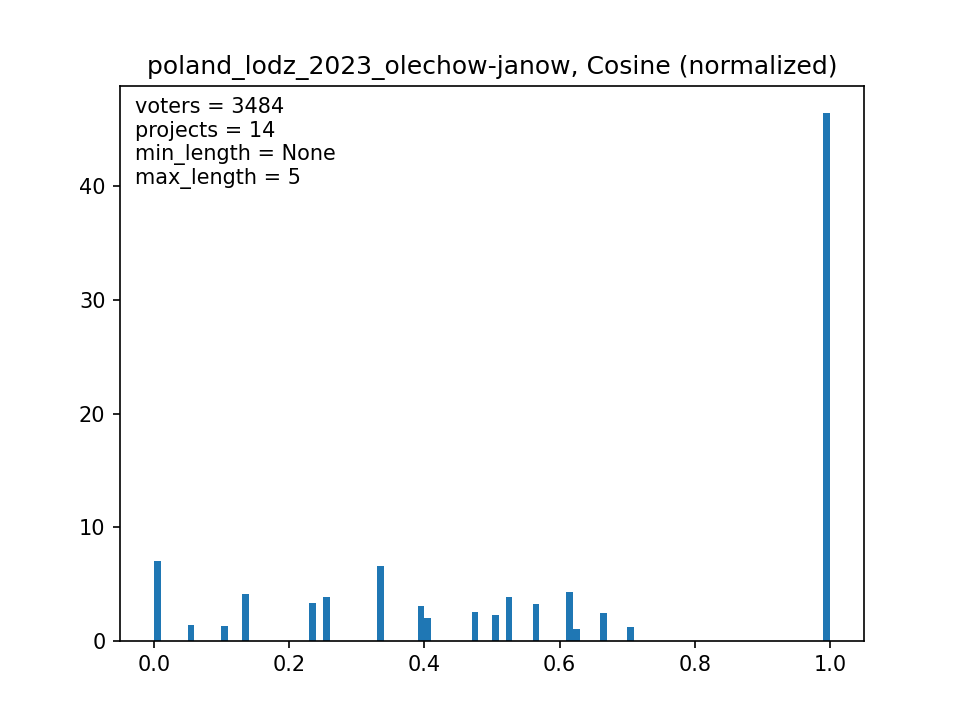 poland_lodz_2023_olechow-janow, Cosine (normalized)
voters = 3484
projects = 14
min_length = None
max_length = 5
40
30
20
10
0
0.0 0.2 0.4 0.6 0.8 1.0